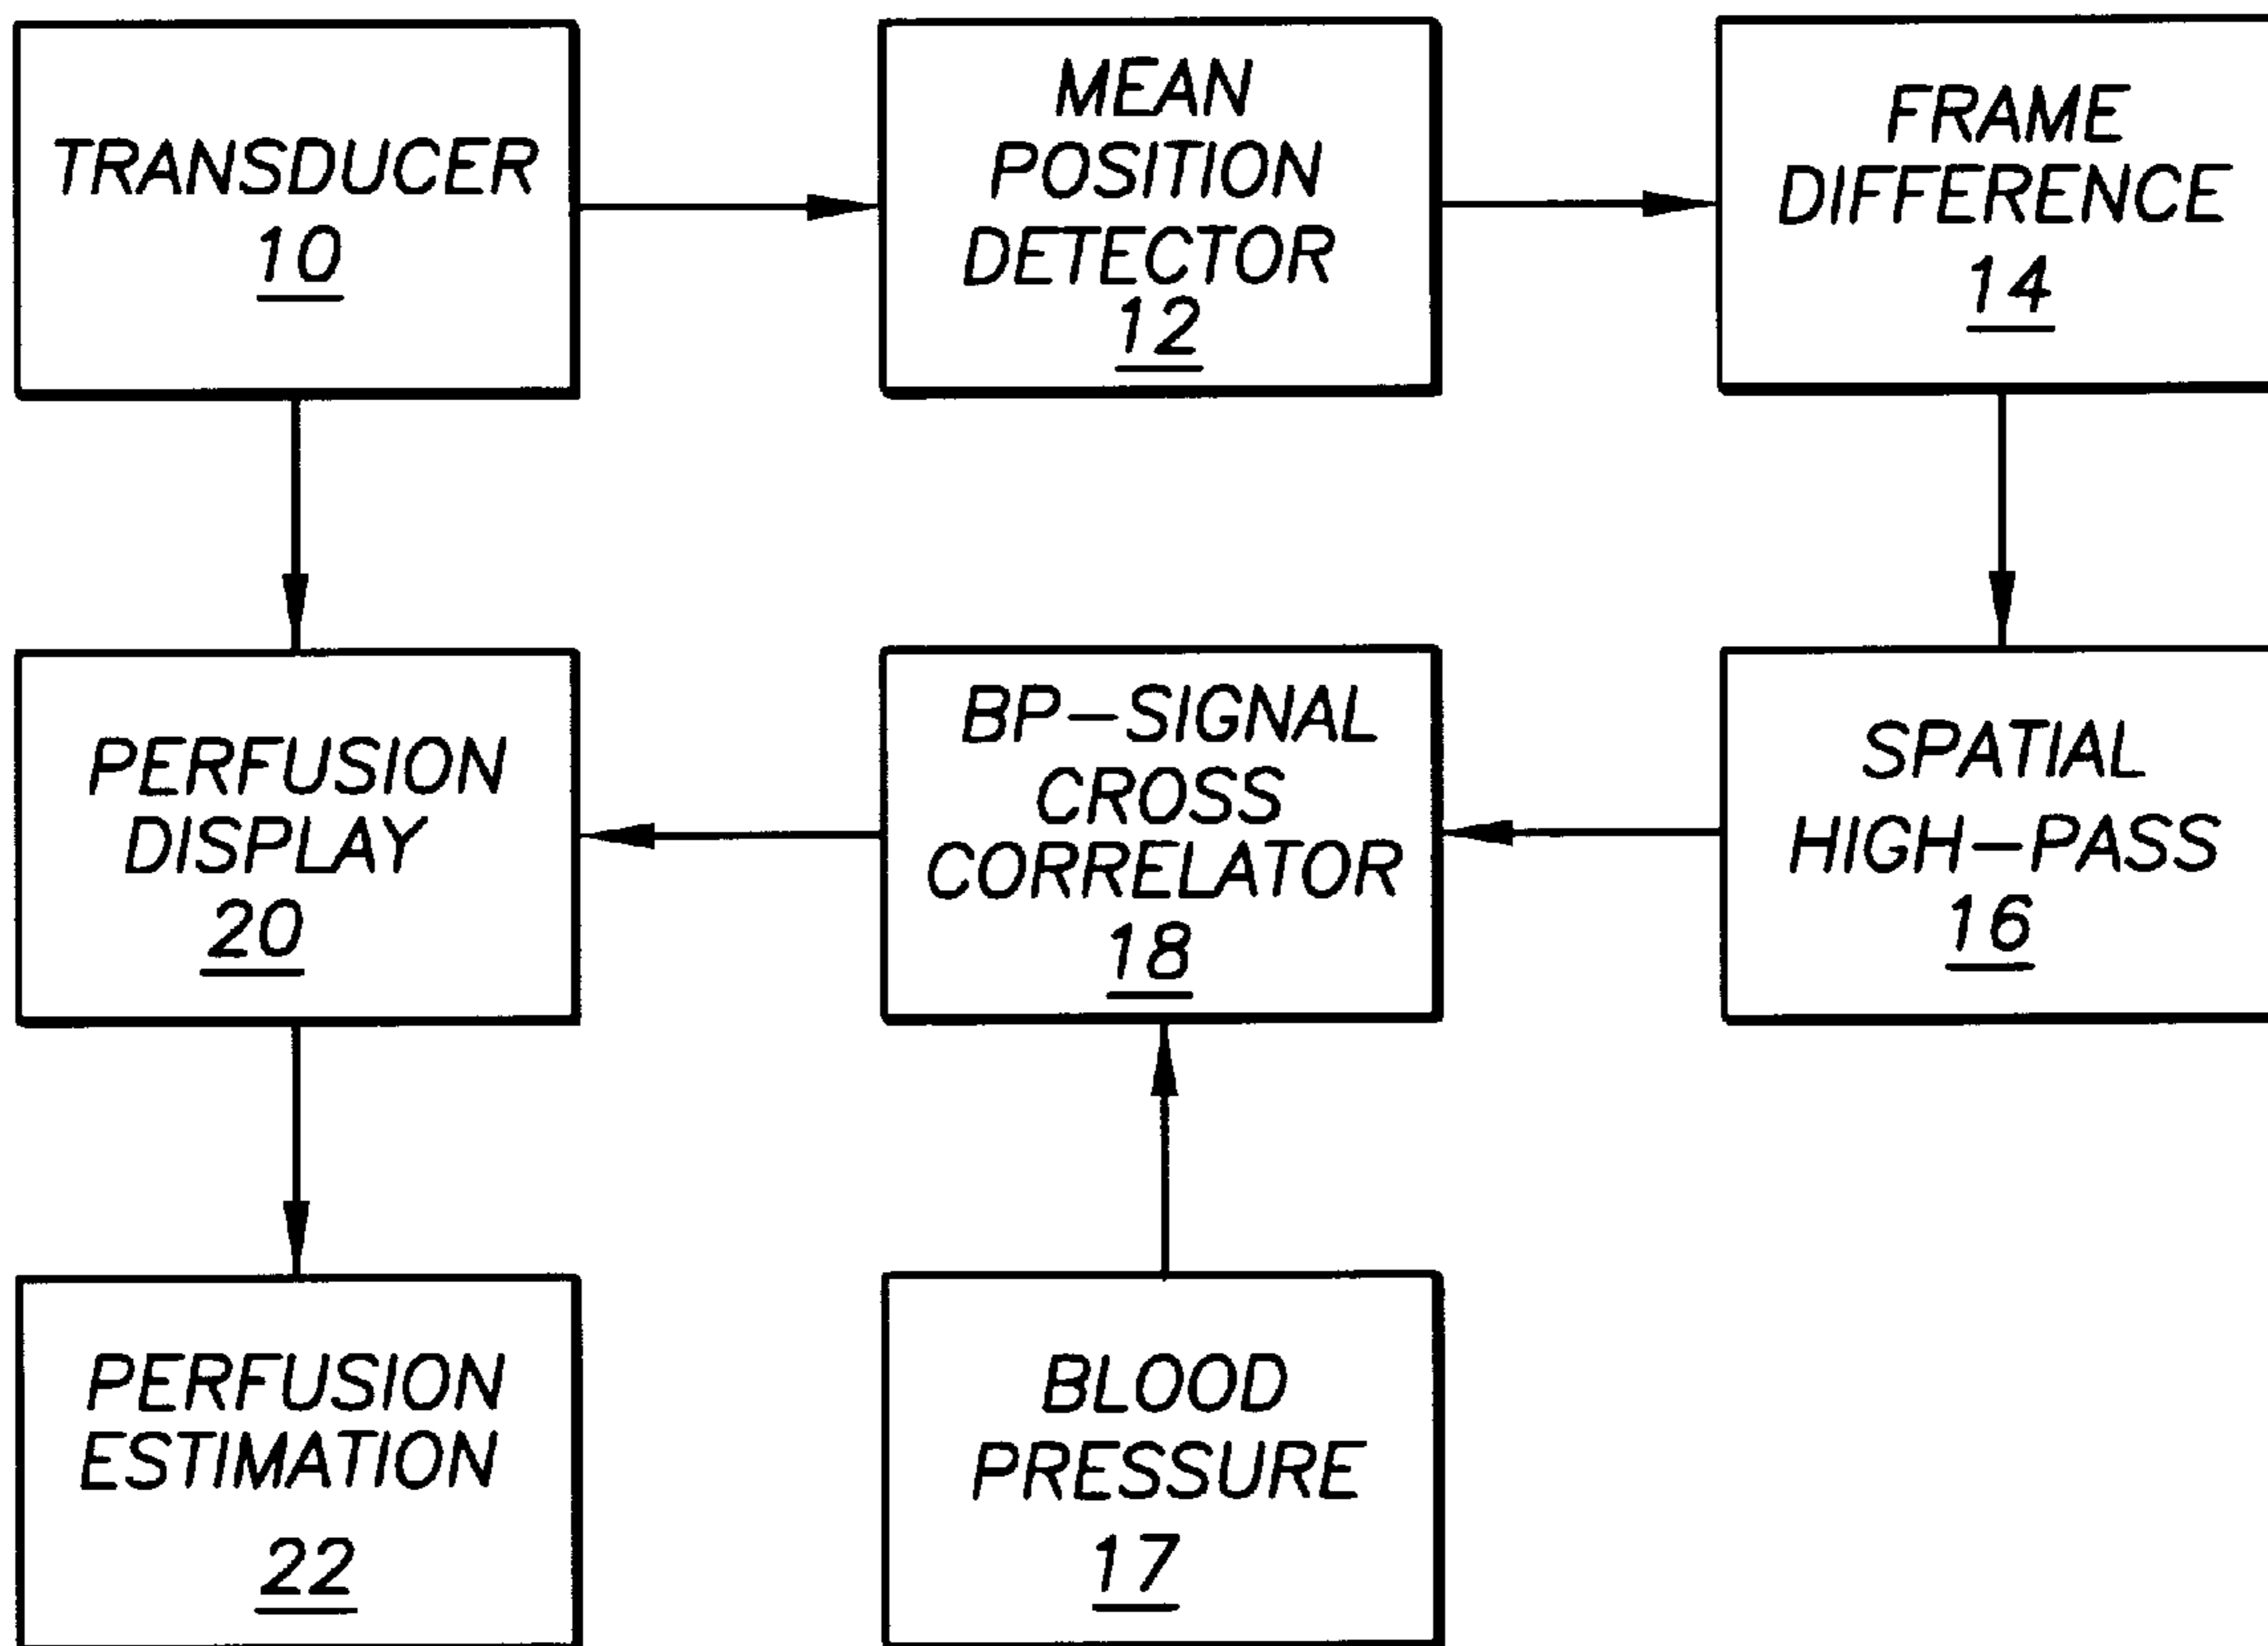 TRANSDUCER
10
MEAN
POSITION
DETECTOR
12
FRAME
DIFFERENCE
14
PERFUSION
DISPLAY
20
BP-SIGNAL
CROSS
CORRELATOR
18
SPATIAL
HIGH-PASS
16
PERFUSION
ESTIMATION
22
BLOOD
PRESSURE
17